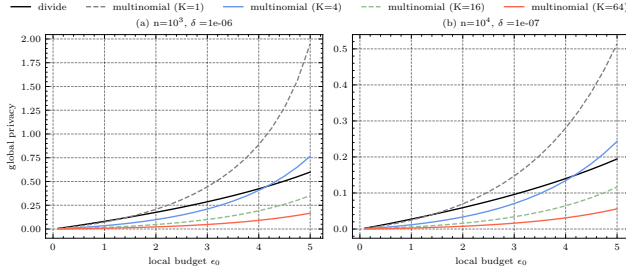 divide multinomial (K=1) multinomial (K=4) multinomial (K=16) multinomial (K=64)
(a) n=10³, δ =1e-06 (b) n=10⁴, δ =1e-07
2.00
1.75
1.50
1.25
1.00
0.75
0.50
0.25
0.00
global privacy
0 1 2 3 4 5
local budget ϵ₀
0.5
0.4
0.3
0.2
0.1
0.0
0 1 2 3 4 5
local budget ϵ₀